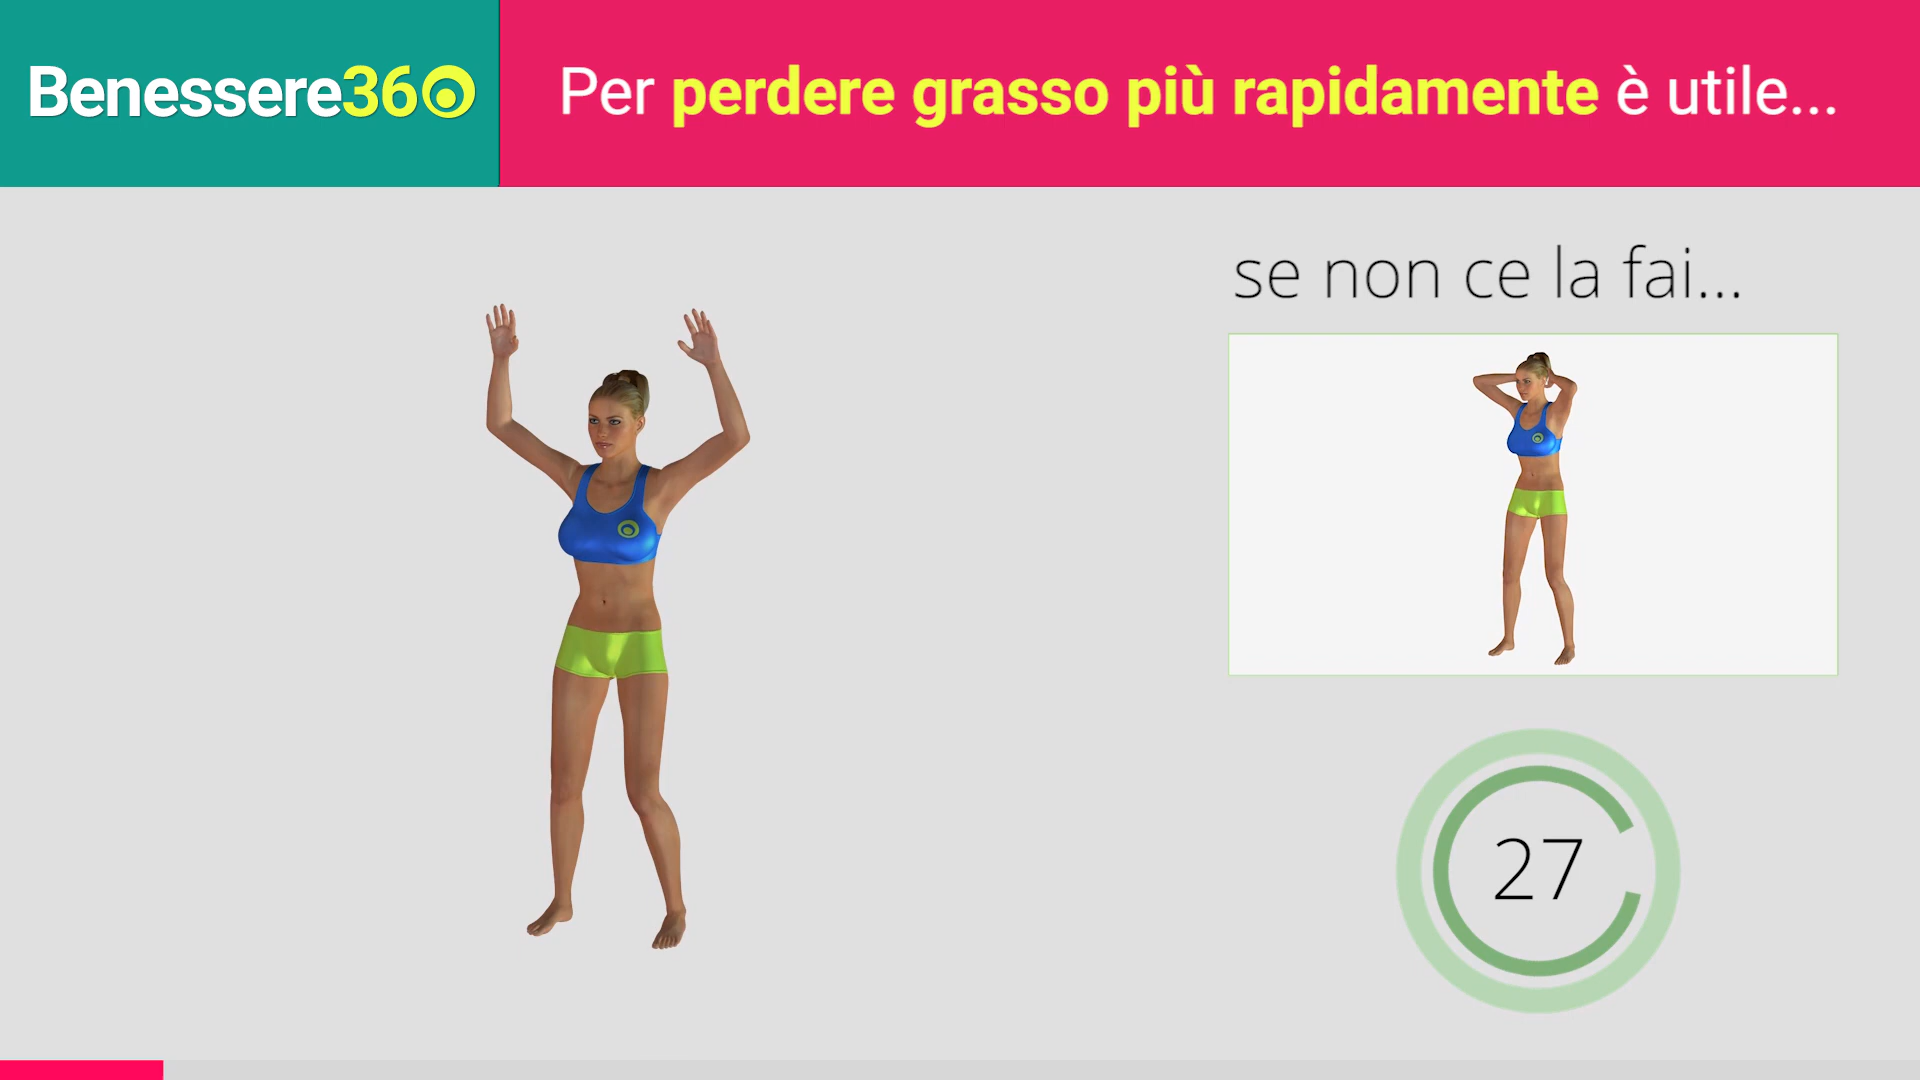 Benessere360
Per perdere grasso più rapidamente è utile...
se non ce la fai...
27